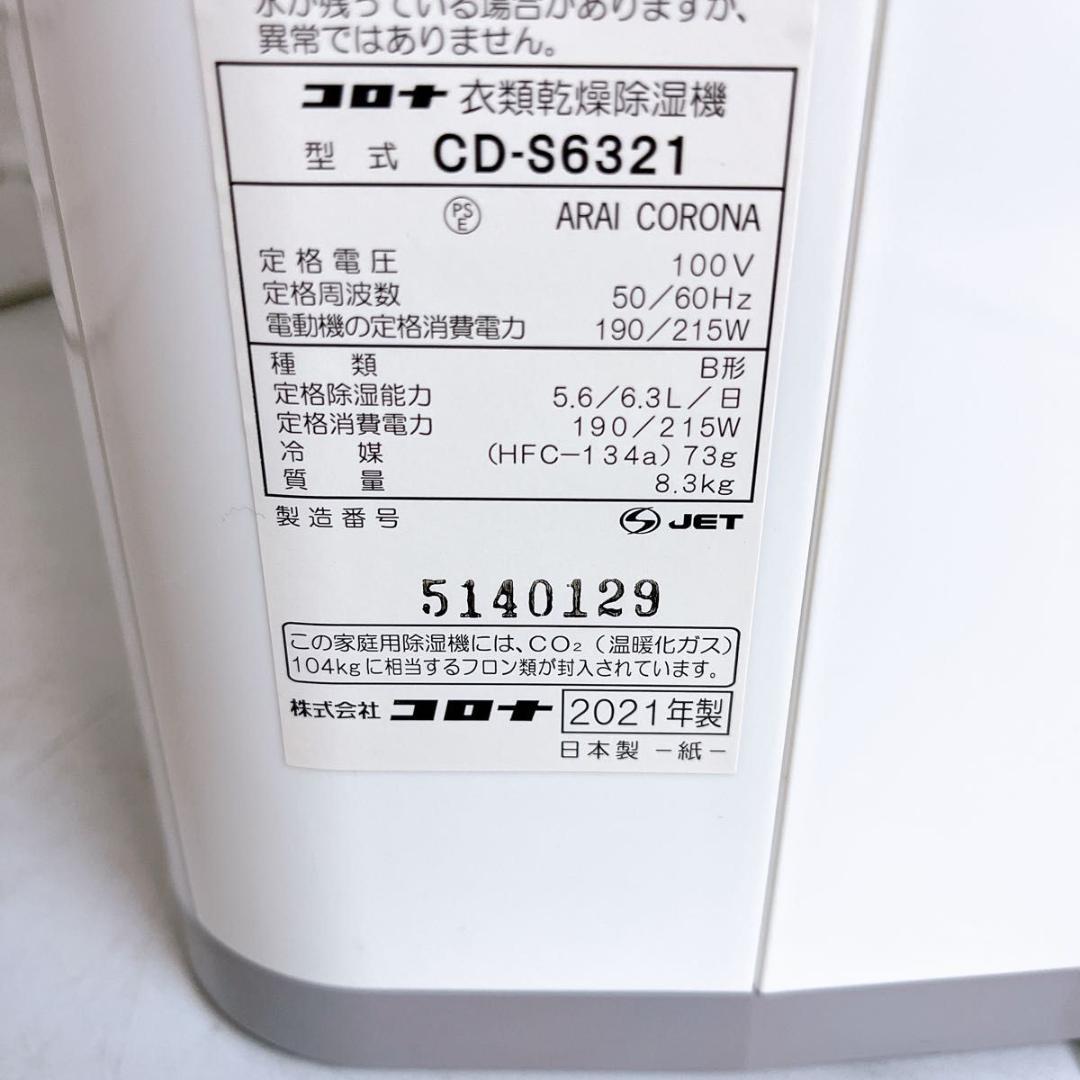 水が残っている場合がありますが、
異常ではありません。
コロナ 衣類乾燥除湿機
型式 CD-S6321
PSE ARAI CORONA
定格電圧 100V
定格周波数 50/60Hz
電動機の定格消費電力 190/215W
種類 B形
定格除湿能力 5.6/6.3L/日
定格消費電力 190/215W
冷媒 (HFC-134a) 73g
質量 8.3kg
製造番号 JET
5140129
この家庭用除湿機には、CO₂（温暖化ガス）
104kgに相当するフロン類が封入されています。
株式会社 コロナ 2021年製
日本製 -紙-